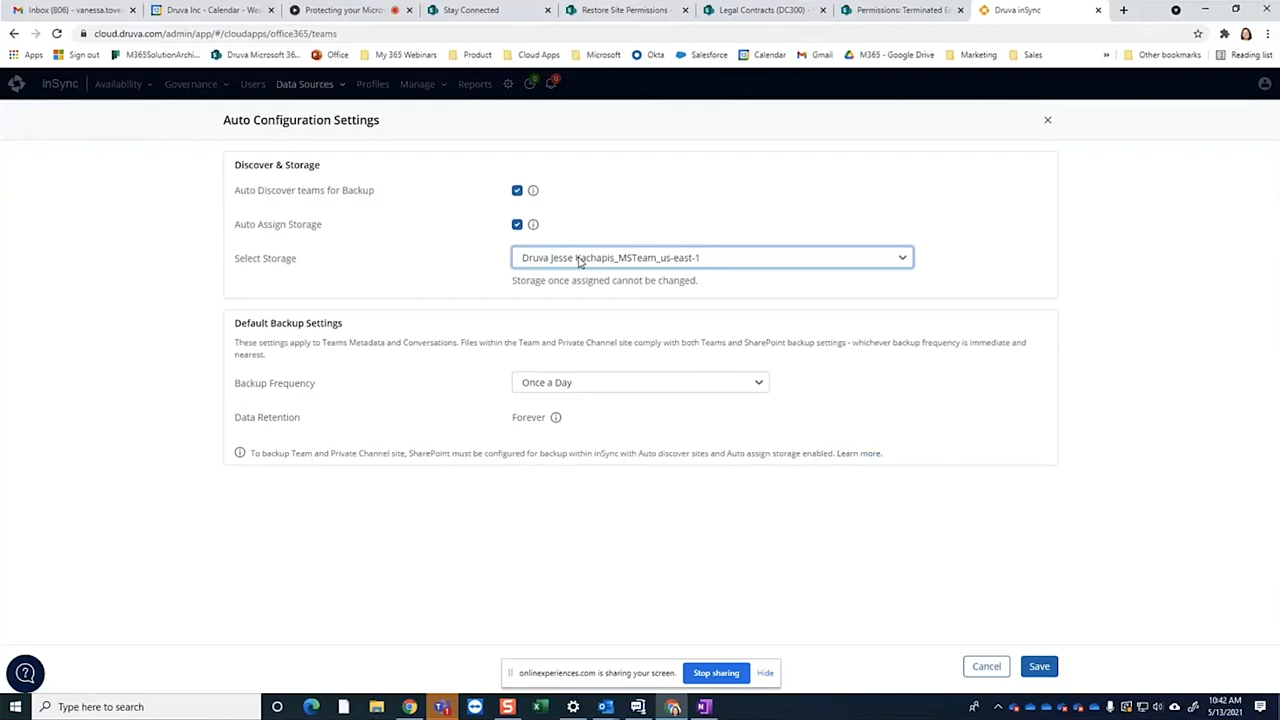 Inbox (806) - vanessa.tove
Druva Inc - Calendar - We
Protecting your Micros
Stay Connected
Restore Site Permissions -
Legal Contracts (DC300) -
Permissions: Terminated E
Druva inSync
cloud.druva.com/admin/app/#/cloudapps/office365/teams
Apps
M365SolutionArchi...
Druva Microsoft 36...
Office
My 365 Webinars
Product
Cloud Apps
Microsoft
Okta
Salesforce
Calendar
Gmail
M365 - Google Drive
Marketing
Sales
»
Other bookmarks
Reading list
inSync
Availability
Governance
Users
Data Sources
Profiles
Manage
Reports
Auto Configuration Settings
Discover & Storage
Auto Discover teams for Backup
Auto Assign Storage
Select Storage
Druva Jesse Kachapis_MSTeam_us-east-1
Storage once assigned cannot be changed.
Default Backup Settings
These settings apply to Teams Metadata and Conversations. Files within the Team and Private Channel site comply with both Teams and SharePoint backup settings - whichever backup frequency is immediate and
nearest.
Backup Frequency
Once a Day
Data Retention
Forever
To backup Team and Private Channel site, SharePoint must be configured for backup within inSync with Auto discover sites and Auto assign storage enabled. Learn more.
Cancel
Save
onlinexperiences.com is sharing your screen.
Stop sharing
Hide
Type here to search
10:42 AM
5/13/2021